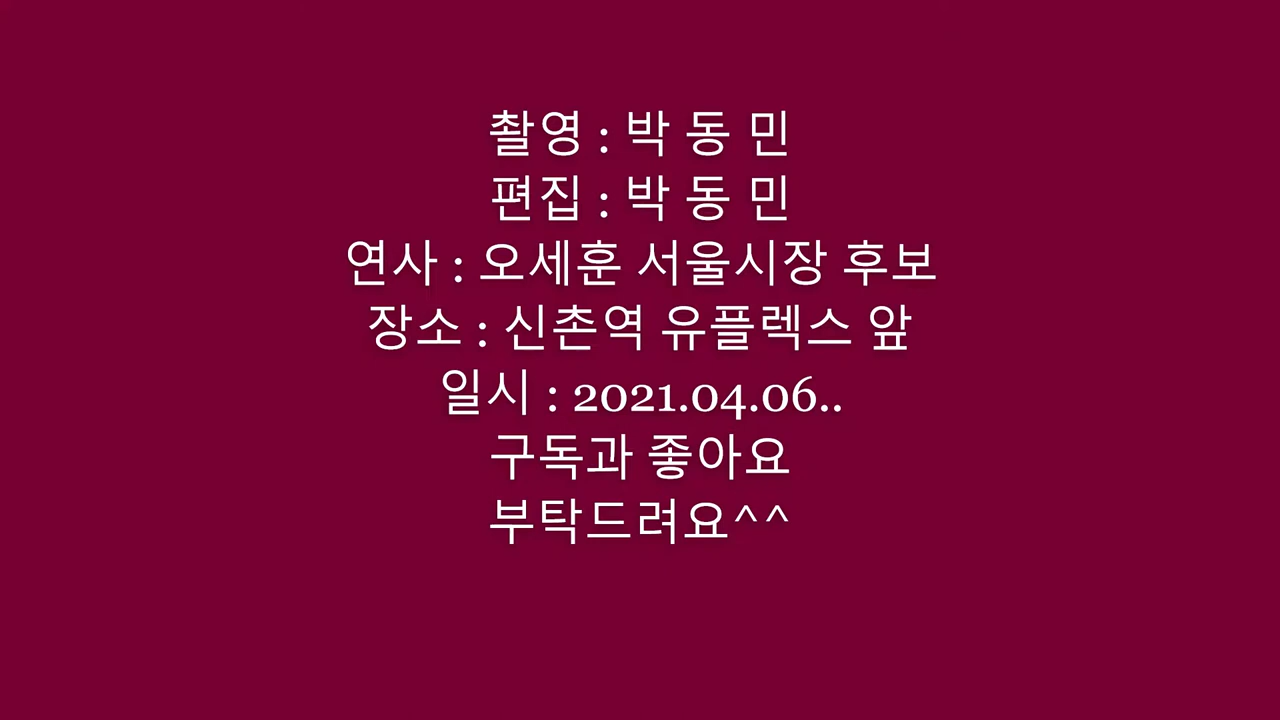 촬영 : 박 동 민
편집 : 박 동 민
연사 : 오세훈 서울시장 후보
장소 : 신촌역 유플렉스 앞
일시 : 2021.04.06..
구독과 좋아요
부탁드려요^^